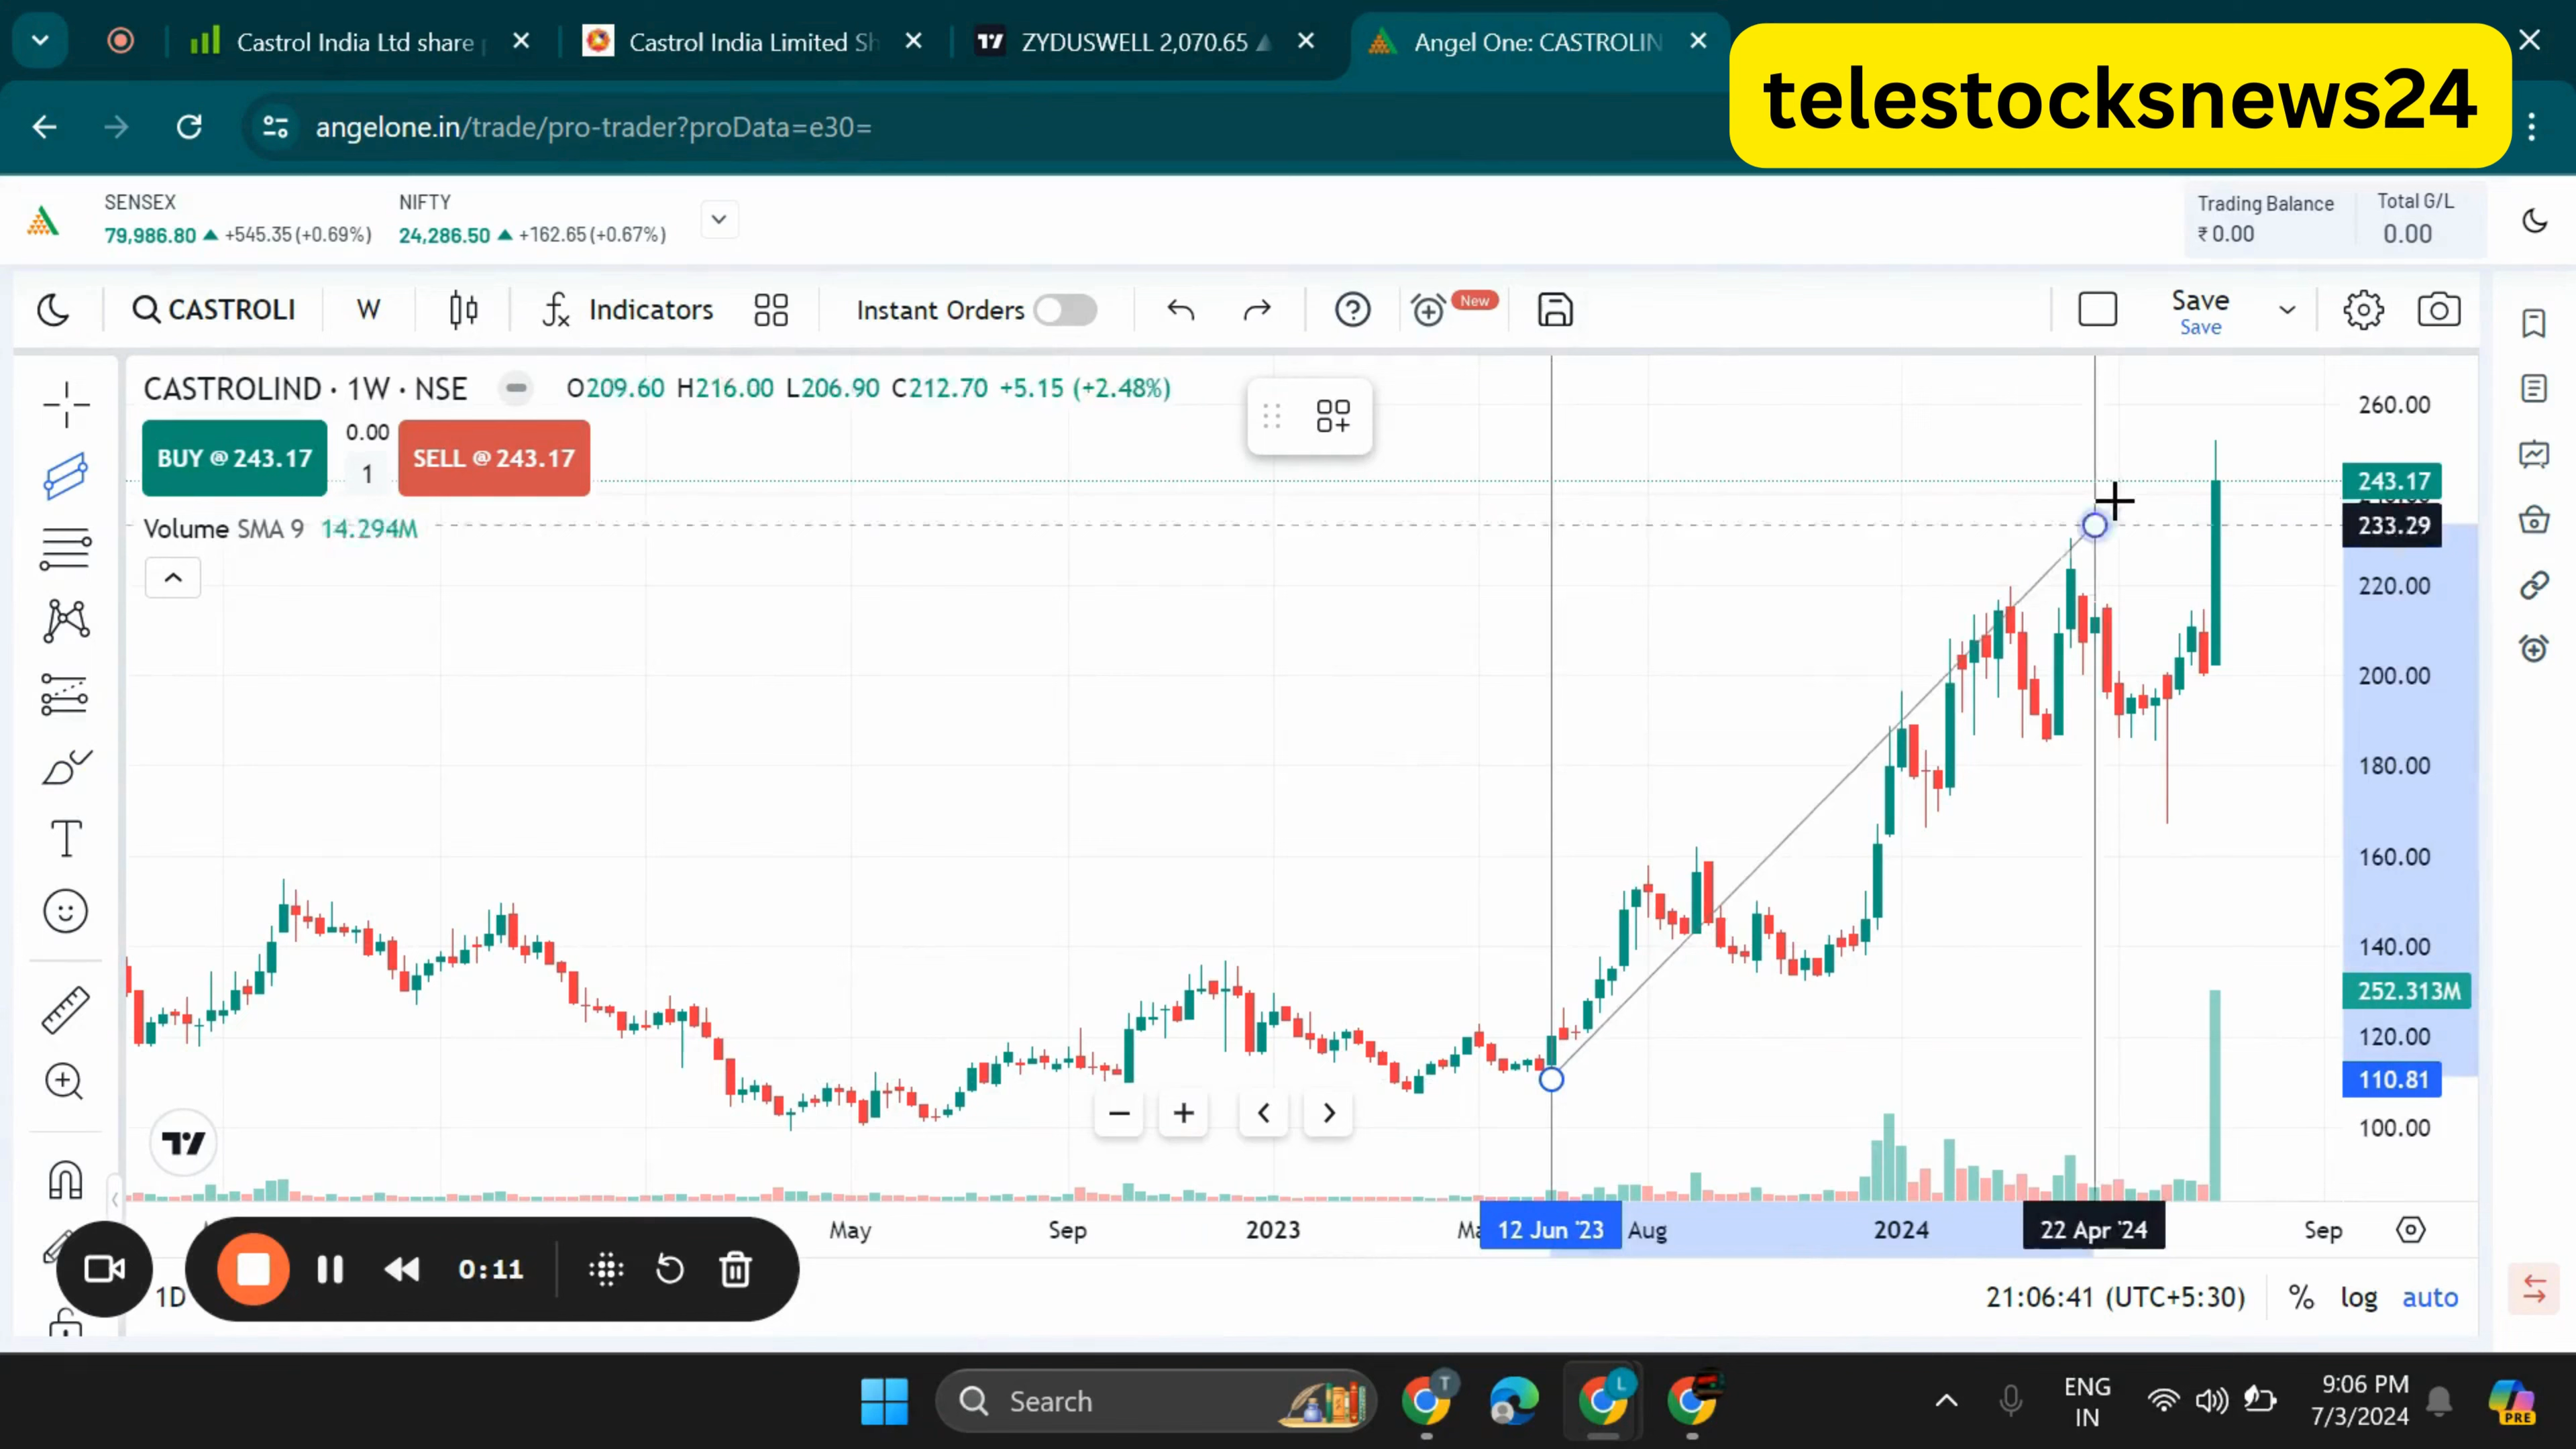 Castrol India Ltd share
Castrol India Limited Sh
ZYDUSWELL 2,070.65
Angel One: CASTROLIN
telestocksnews24
angelone.in/trade/pro-trader?proData=e30=
SENSEX
79,986.80 +545.35 (+0.69%)
NIFTY
24,286.50 +162.65 (+0.67%)
Trading Balance
₹ 0.00
Total G/L
0.00
CASTROLI
W
Indicators
Instant Orders
New
Save
Save
CASTROLIND · 1W · NSE
O209.60 H216.00 L206.90 C212.70 +5.15 (+2.48%)
BUY @ 243.17
0.00
1
SELL @ 243.17
Volume SMA 9 14.294M
260.00
243.17
233.29
220.00
200.00
180.00
160.00
140.00
252.313M
120.00
110.81
100.00
May
Sep
2023
12 Jun '23
Aug
2024
22 Apr '24
Sep
0:11
1D
21:06:41 (UTC+5:30)
%
log
auto
Search
T
L
ENG
IN
9:06 PM
7/3/2024
PRE